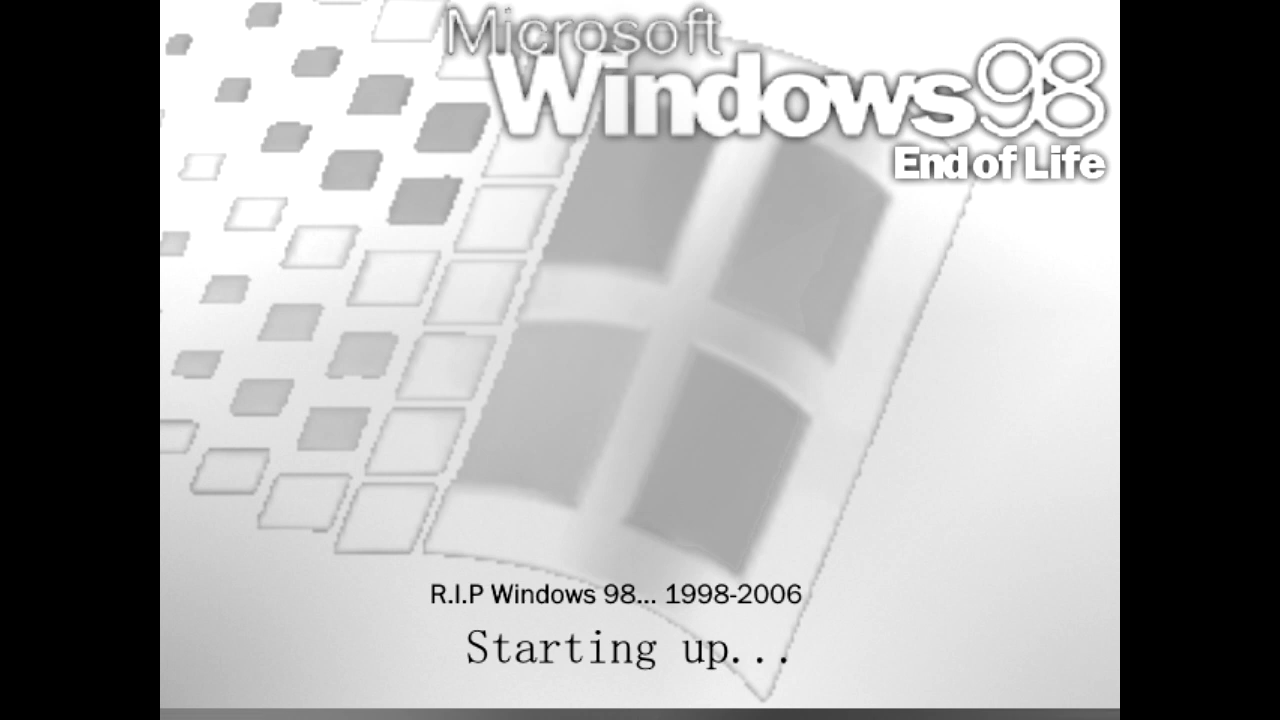 Microsoft
Windows98
End of Life
R.I.P Windows 98... 1998-2006
Starting up...